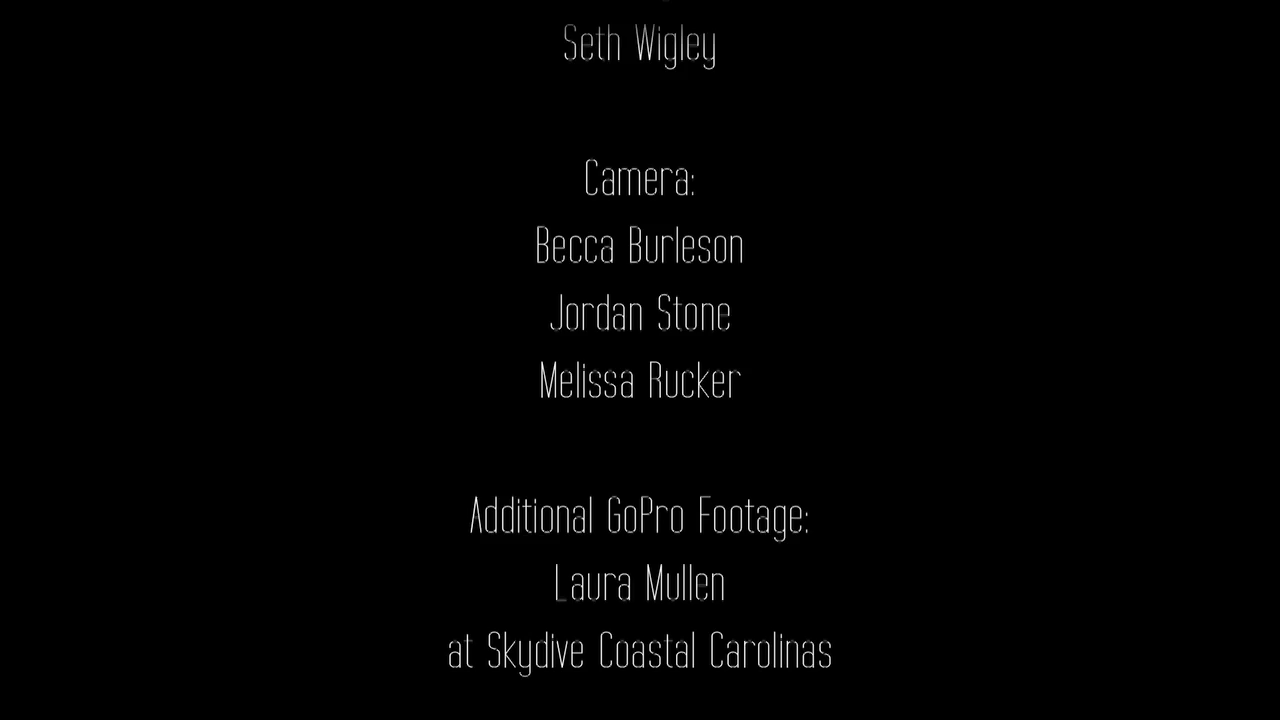 Seth Wigley
Camera:
Becca Burleson
Jordan Stone
Melissa Rucker
Additional GoPro Footage:
Laura Mullen
at Skydive Coastal Carolinas